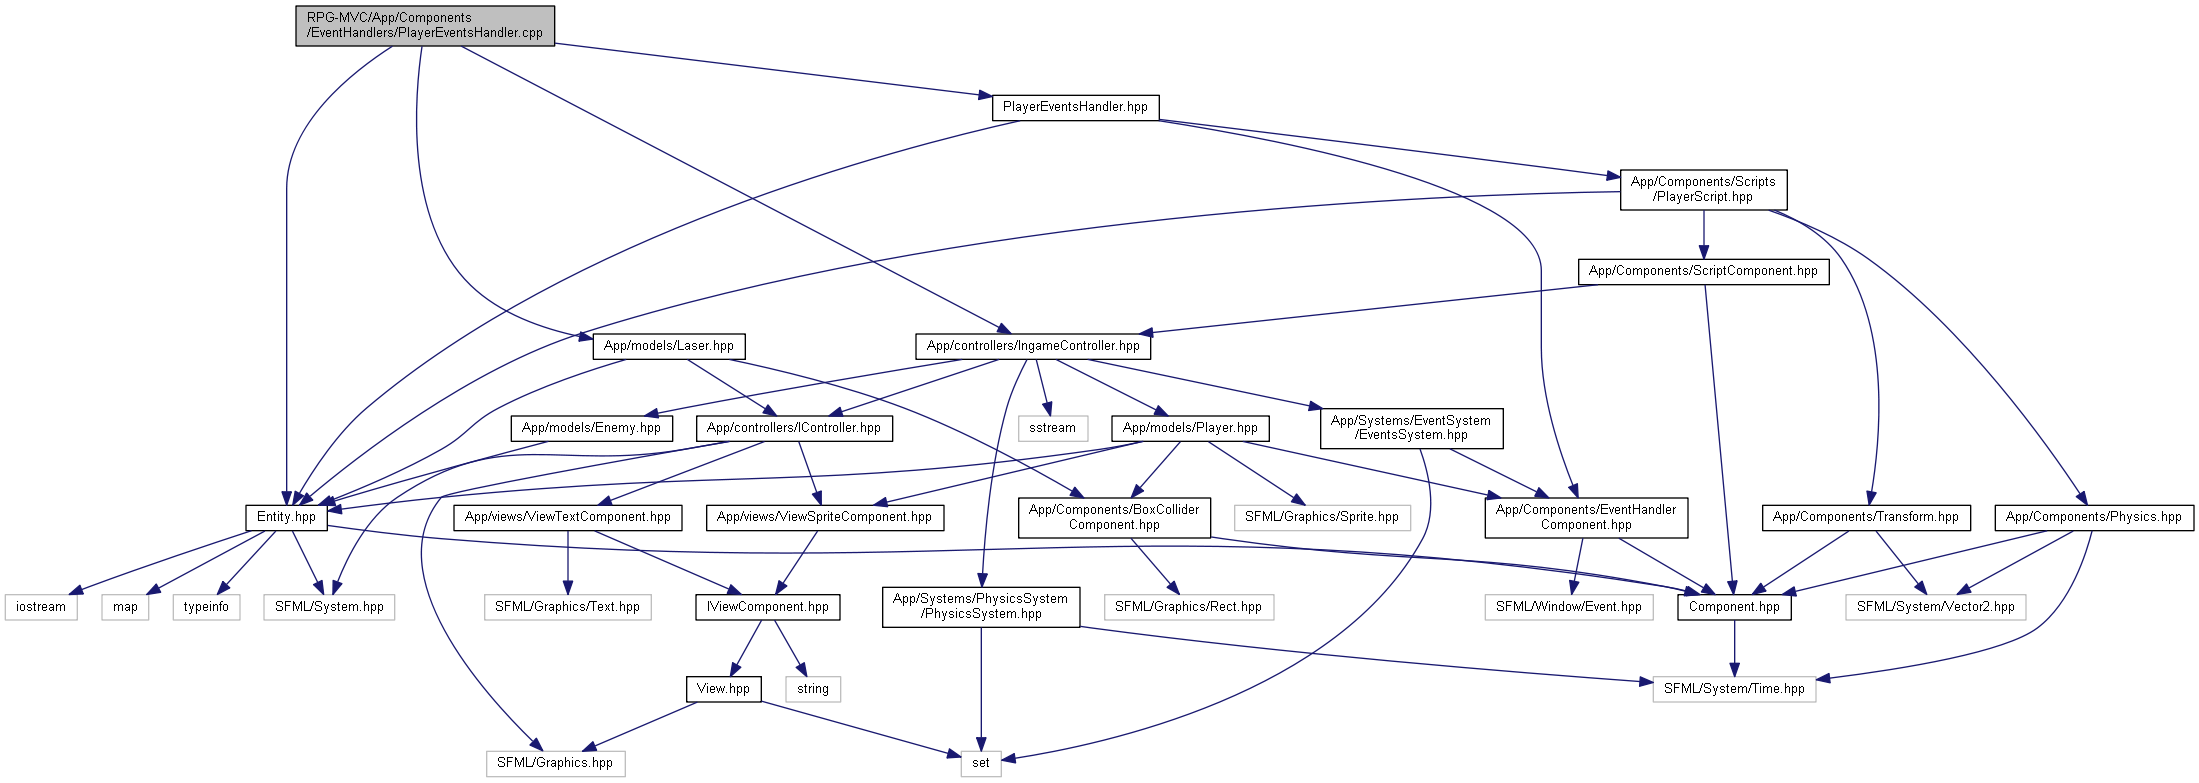 RPG-MVC/App/Components
/EventHandlers/PlayerEventsHandler.cpp
PlayerEventsHandler.hpp
App/Components/Scripts
/PlayerScript.hpp
App/Components/ScriptComponent.hpp
App/models/Laser.hpp
App/controllers/IngameController.hpp
App/models/Enemy.hpp
App/controllers/IController.hpp
sstream
App/models/Player.hpp
App/Systems/EventSystem
/EventsSystem.hpp
Entity.hpp
App/views/ViewTextComponent.hpp
App/views/ViewSpriteComponent.hpp
App/Components/BoxCollider
Component.hpp
SFML/Graphics/Sprite.hpp
App/Components/EventHandler
Component.hpp
App/Components/Transform.hpp
App/Components/Physics.hpp
iostream
map
typeinfo
SFML/System.hpp
SFML/Graphics/Text.hpp
IViewComponent.hpp
App/Systems/PhysicsSystem
/PhysicsSystem.hpp
SFML/Graphics/Rect.hpp
SFML/Window/Event.hpp
Component.hpp
SFML/System/Vector2.hpp
View.hpp
string
SFML/System/Time.hpp
SFML/Graphics.hpp
set